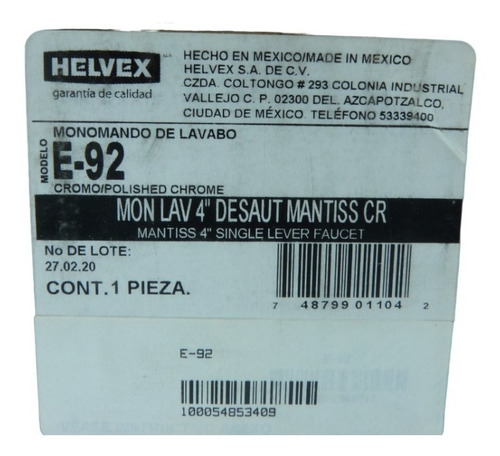 HELVEX
garantía de calidad
HECHO EN MEXICO/MADE IN MÉXICO
HELVEX S.A. DE C.V.
CZDA. COLTONGO # 293 COLONIA INDUSTRIAL
VALLEJO C. P. 02300 DEL. AZCAPOTZALCO,
CIUDAD DE MÉXICO. TELÉFONO 53339400
MONOMANDO DE LAVABO
MODELO
E-92
CROMO/POLISHED CHROME
MON LAV 4" DESAUT MANTISS CR
MANTISS 4" SINGLE LEVER FAUCET
No DE LOTE:
27.02.20
CONT.1 PIEZA.
7 48799 01104 2
E-92
100054853409